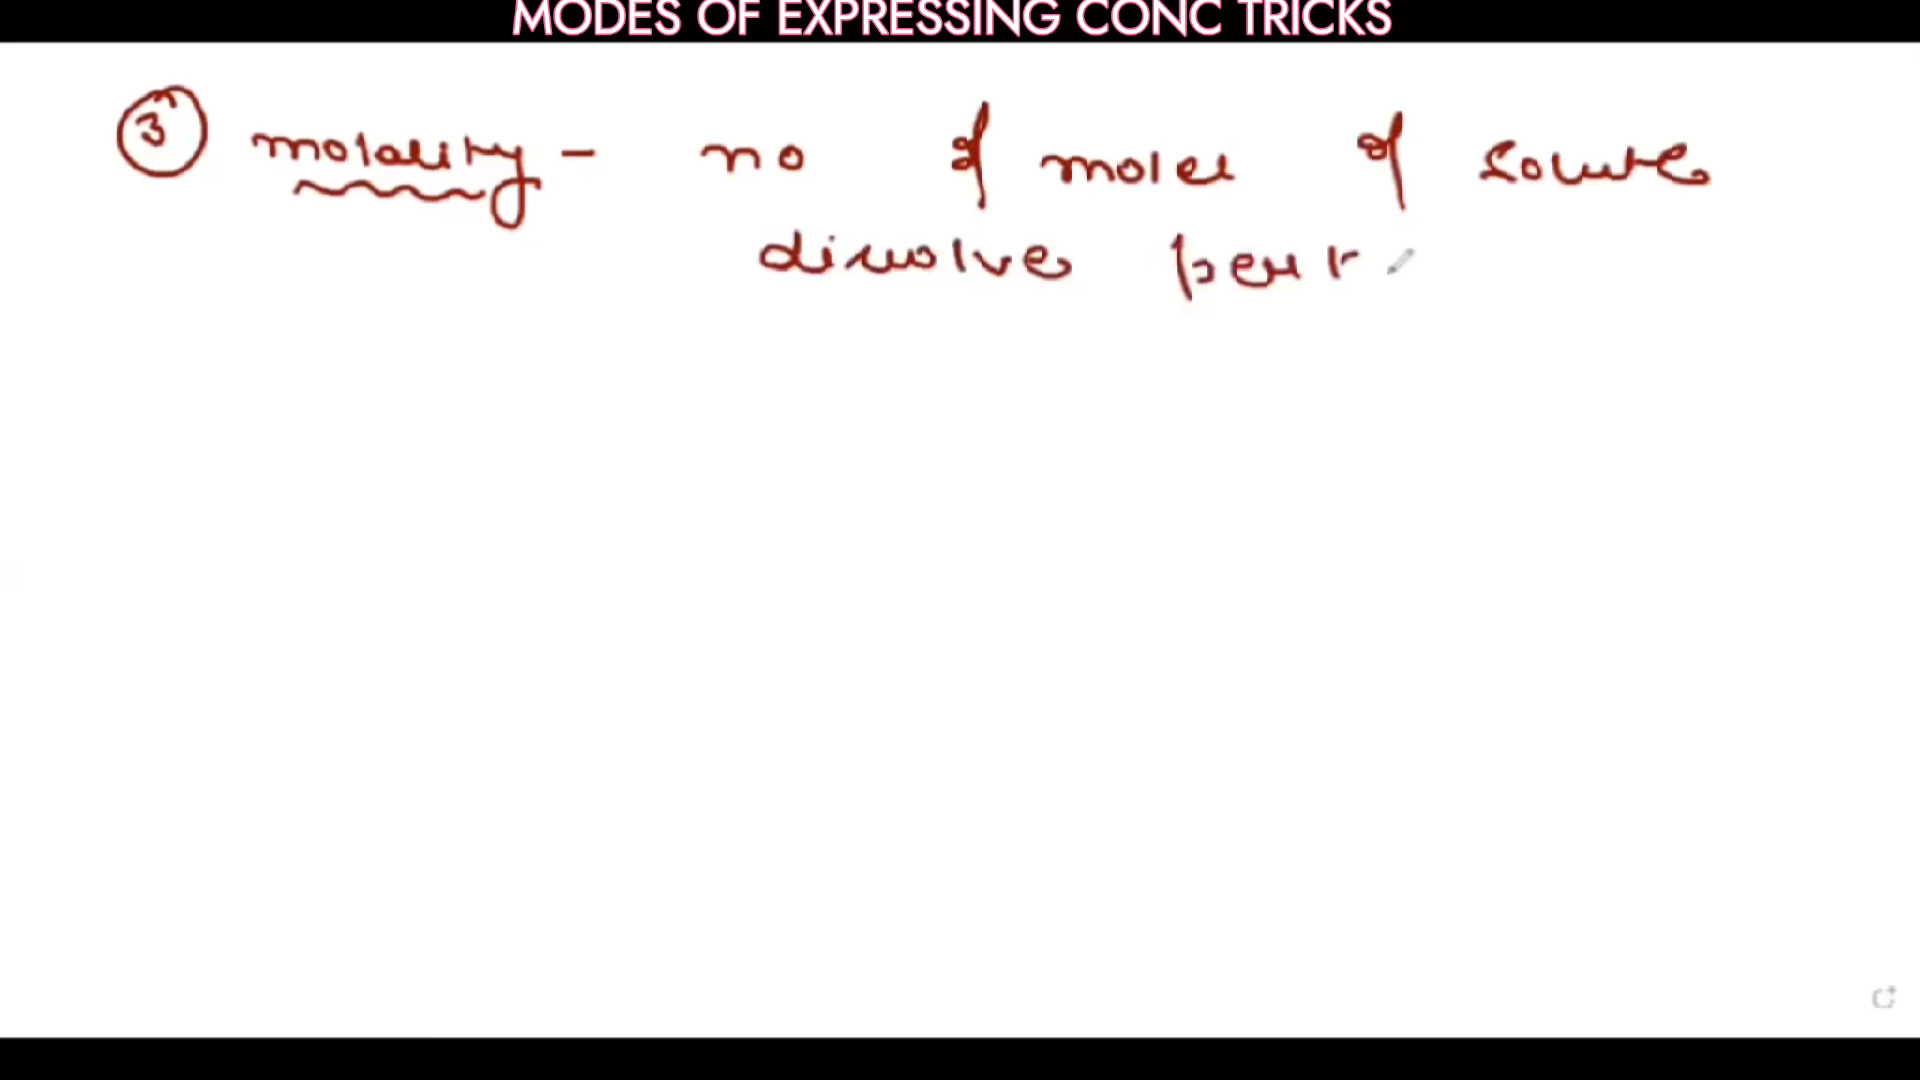 MODES OF EXPRESSING CONC TRICKS
3 molality - no of moles of solute
dissolve per